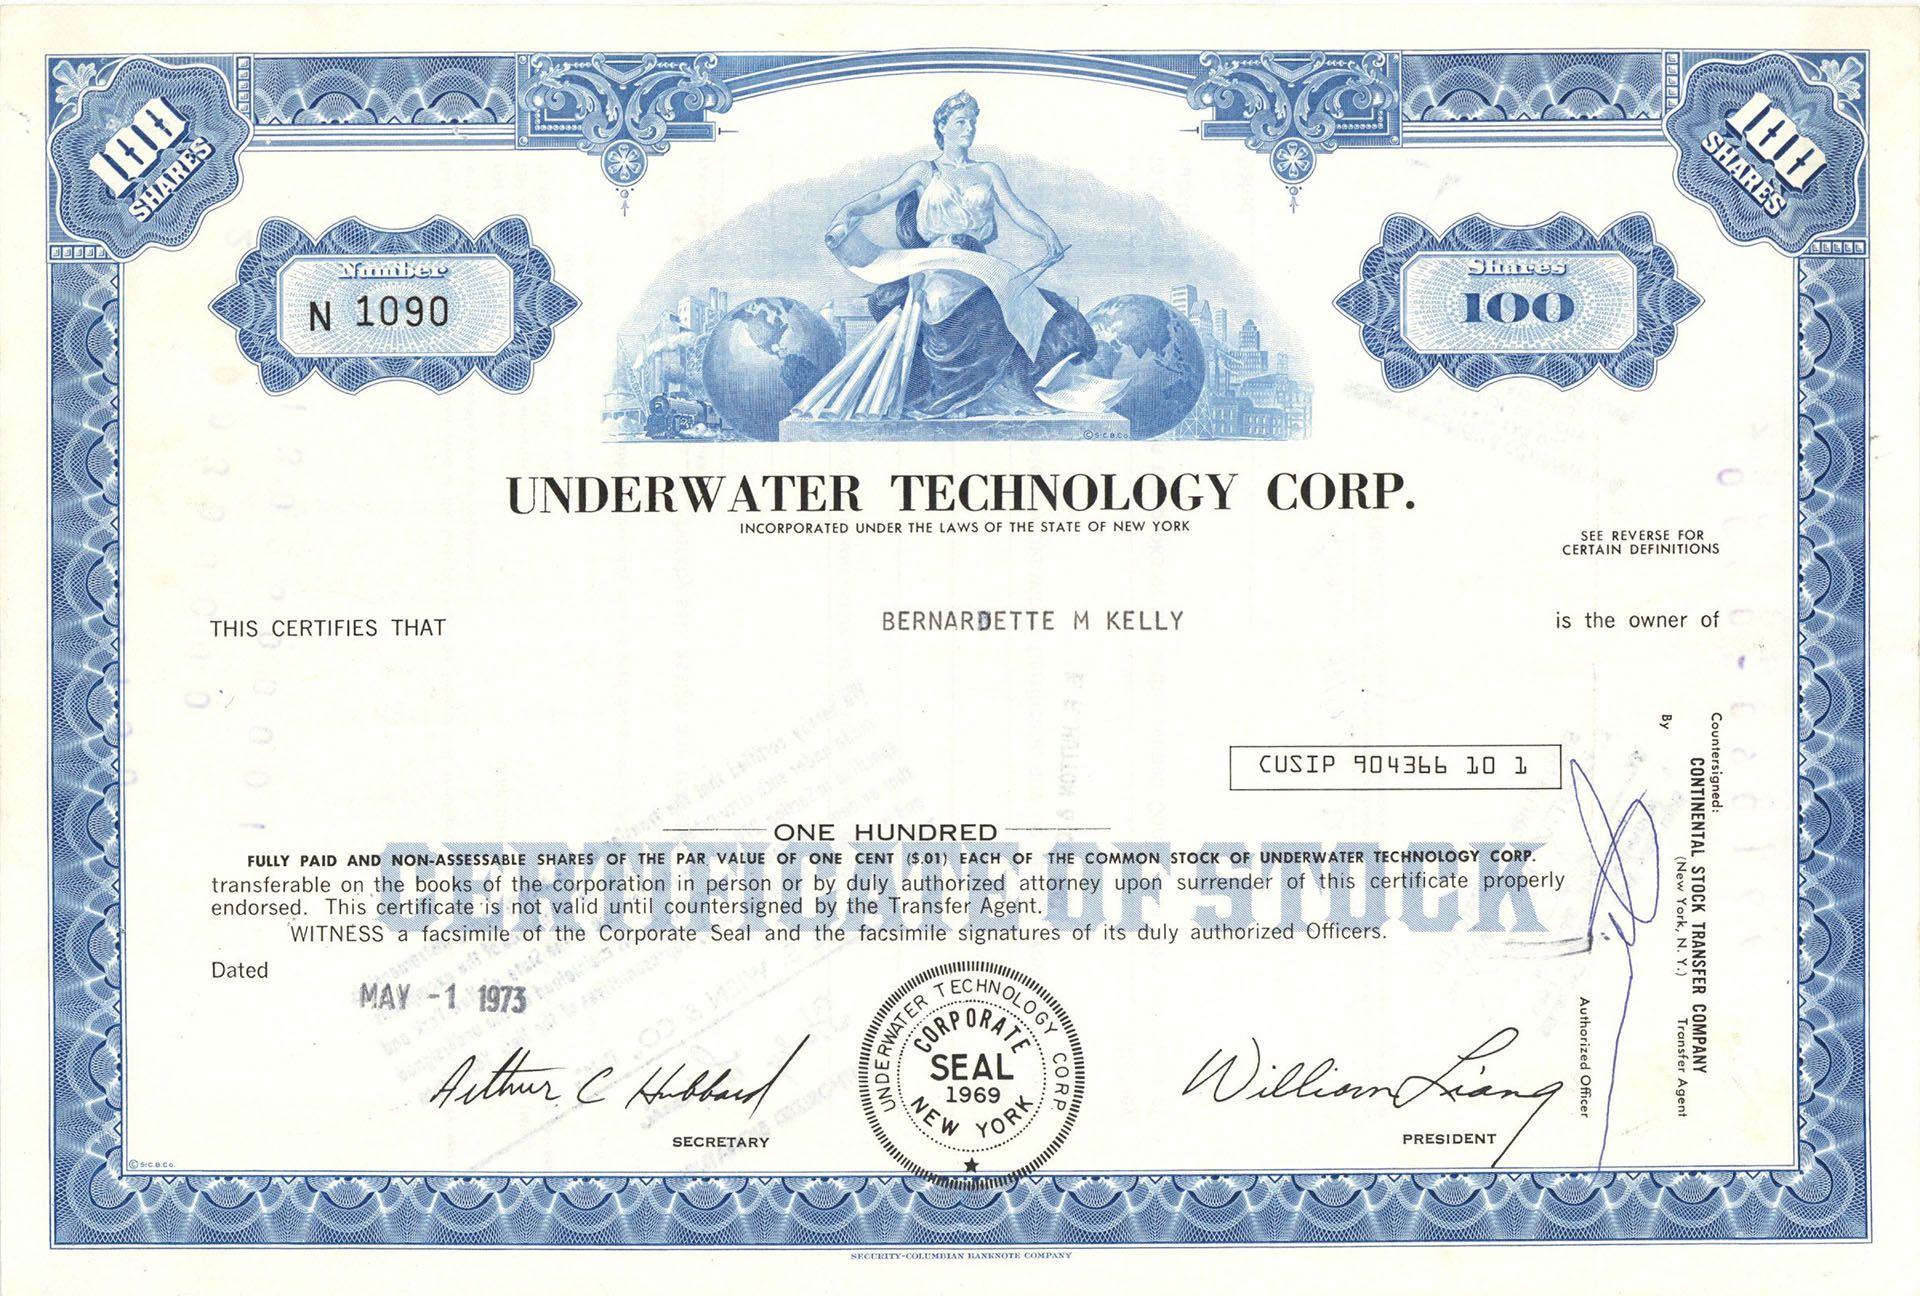 100 SHARES
100 SHARES
Number
N 1090
Shares
100
©S-C.B.Co.
UNDERWATER TECHNOLOGY CORP.
INCORPORATED UNDER THE LAWS OF THE STATE OF NEW YORK
SEE REVERSE FOR
CERTAIN DEFINITIONS
THIS CERTIFIES THAT BERNARDETTE M KELLY is the owner of
CUSIP 904366 10 1
ONE HUNDRED
CERTIFICATE OF STOCK
FULLY PAID AND NON-ASSESSABLE SHARES OF THE PAR VALUE OF ONE CENT ($.01) EACH OF THE COMMON STOCK OF UNDERWATER TECHNOLOGY CORP.
transferable on the books of the corporation in person or by duly authorized attorney upon surrender of this certificate properly
endorsed. This certificate is not valid until countersigned by the Transfer Agent.
WITNESS a facsimile of the Corporate Seal and the facsimile signatures of its duly authorized Officers.
Dated
MAY -1 1973
Arthur C Hubbard
SECRETARY
UNDERWATER TECHNOLOGY CORP
CORPORATE
SEAL
1969
NEW YORK
William Liang
PRESIDENT
Countersigned:
CONTINENTAL STOCK TRANSFER COMPANY
(New York, N. Y.) Transfer Agent
By
Authorized Officer
©S-C.B.Co.
SECURITY-COLUMBIAN BANKNOTE COMPANY